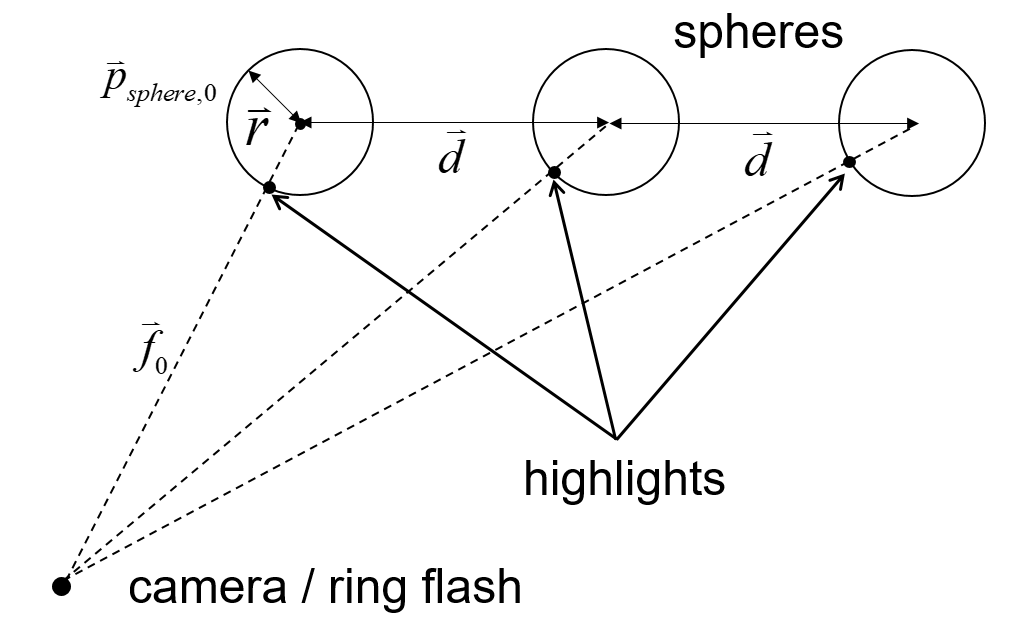 spheres
p⃗sphere,0
r⃗
d⃗
d⃗
f⃗0
highlights
camera / ring flash